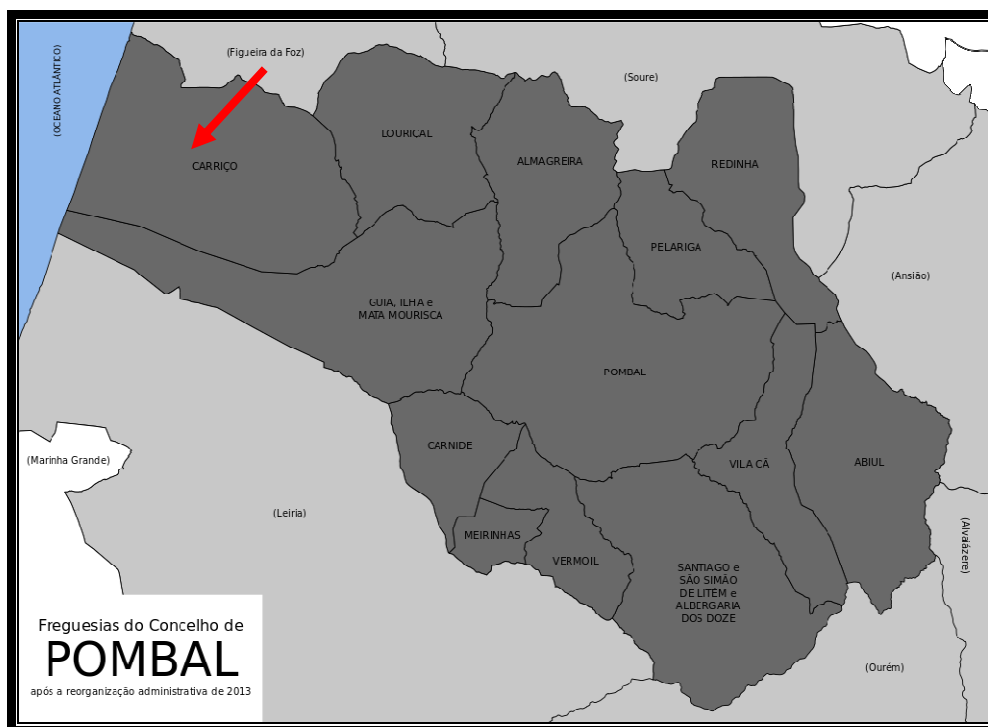 (OCEANO ATLÂNTICO)
(Figueira da Foz)
(Soure)
LOURIÇAL
ALMAGREIRA
REDINHA
CARRIÇO
PELARIGA
(Ansião)
GUIA, ILHA e
MATA MOURISCA
POMBAL
CARNIDE
VILA CÃ
ABIUL
(Marinha Grande)
(Leiria)
MEIRINHAS
VERMOIL
(Alvaiázere)
SANTIAGO e
SÃO SIMÃO
DE LITÉM e
ALBERGARIA
DOS DOZE
(Ourém)
Freguesias do Concelho de
POMBAL
após a reorganização administrativa de 2013